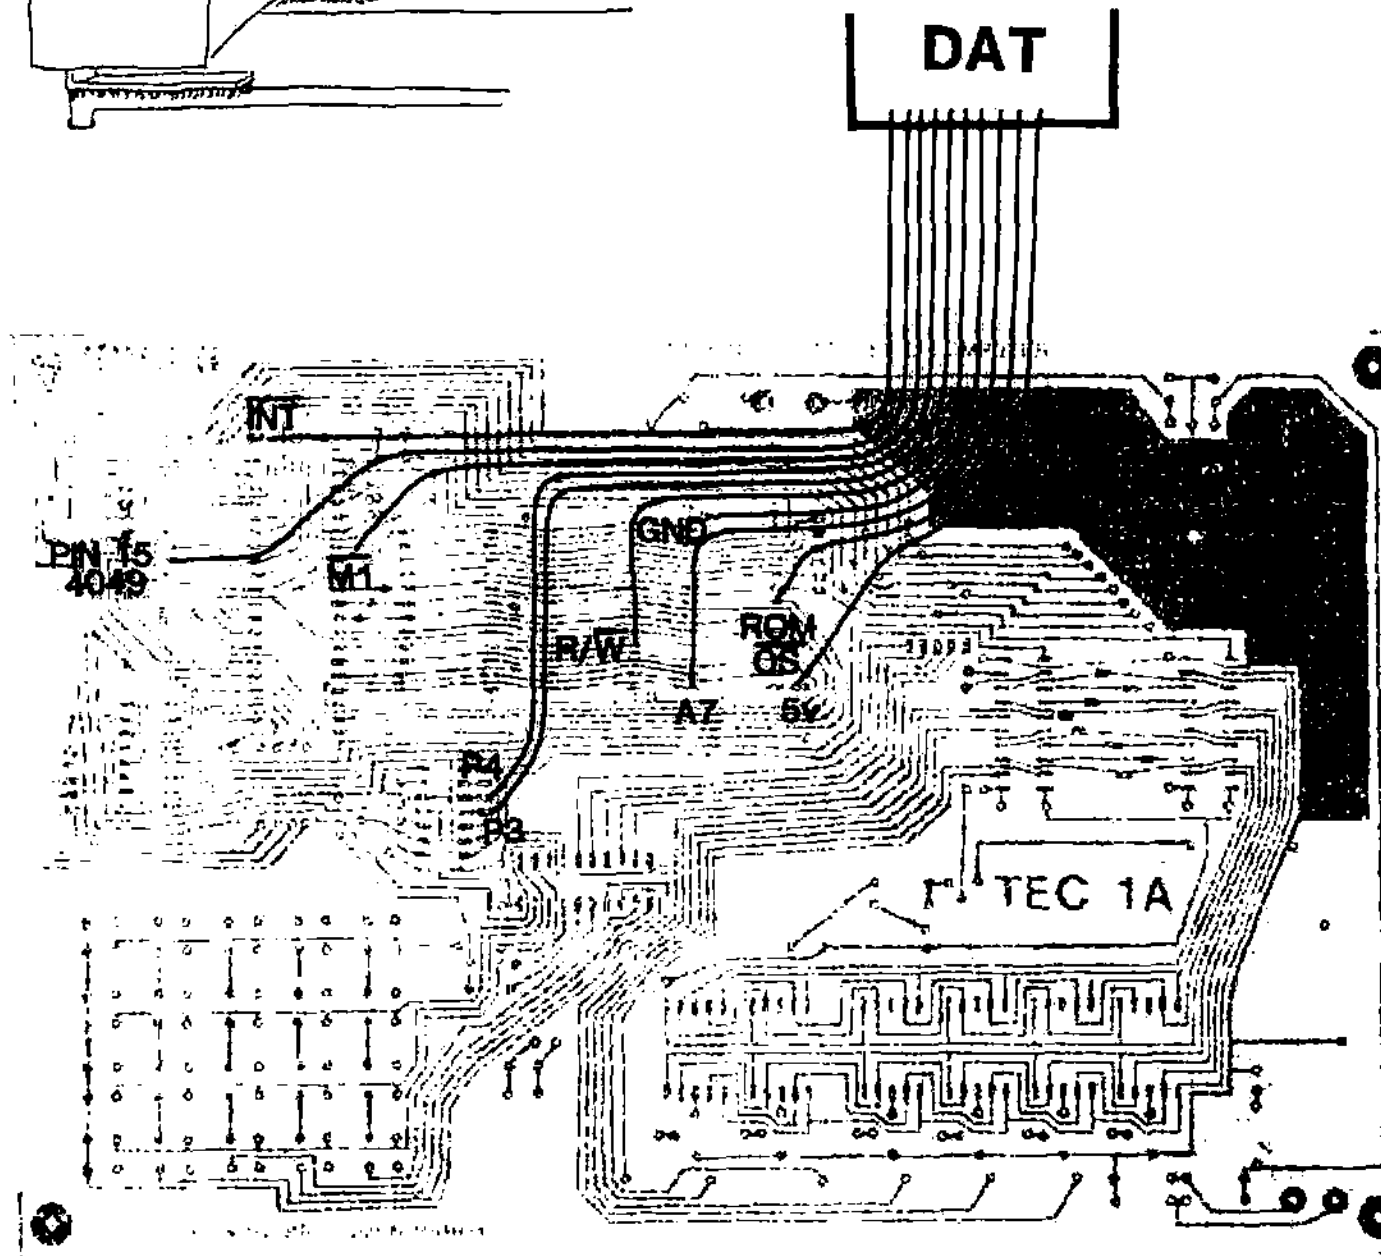 DAT
INT
PIN 15
4049
M1
GND
R/W
ROM
CS
A7
5v
P4
P3
TEC 1A